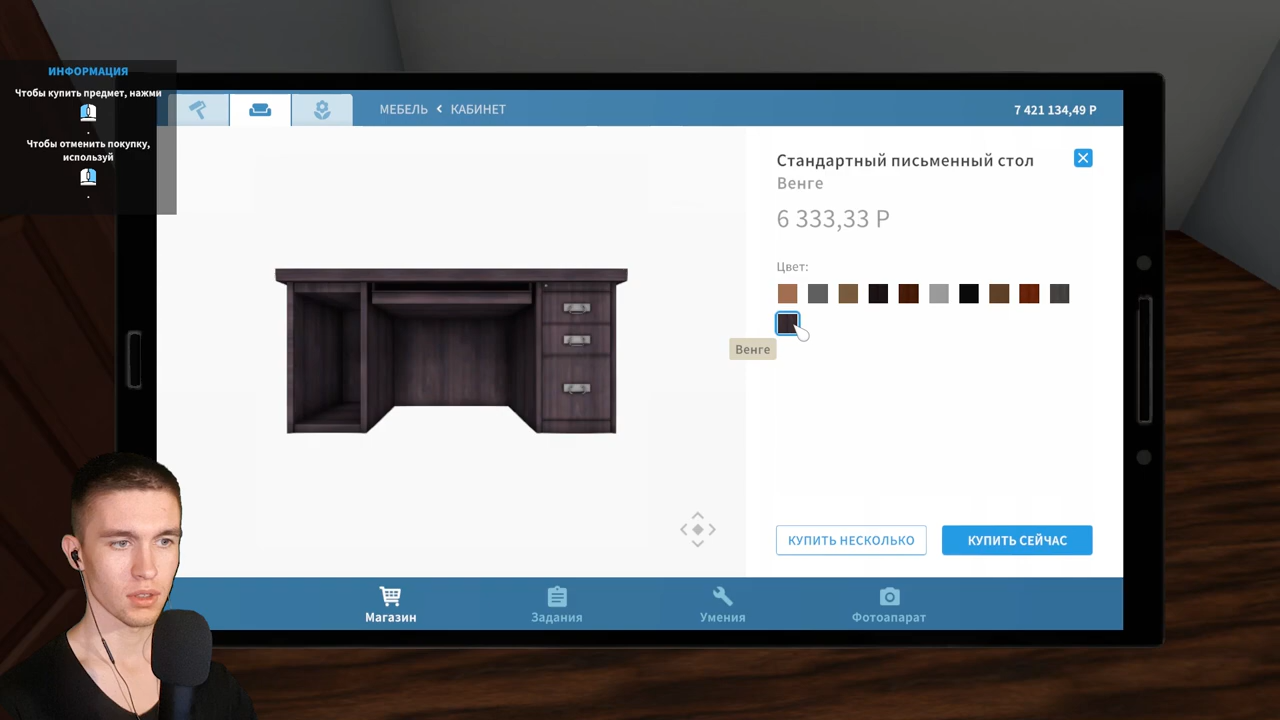 ИНФОРМАЦИЯ
Чтобы купить предмет, нажми
.
Чтобы отменить покупку,
используй
.
МЕБЕЛЬ < КАБИНЕТ
7 421 134,49 Р
Стандартный письменный стол
Венге
6 333,33 Р
Цвет:
Венге
КУПИТЬ НЕСКОЛЬКО
КУПИТЬ СЕЙЧАС
Магазин
Задания
Умения
Фотоапарат